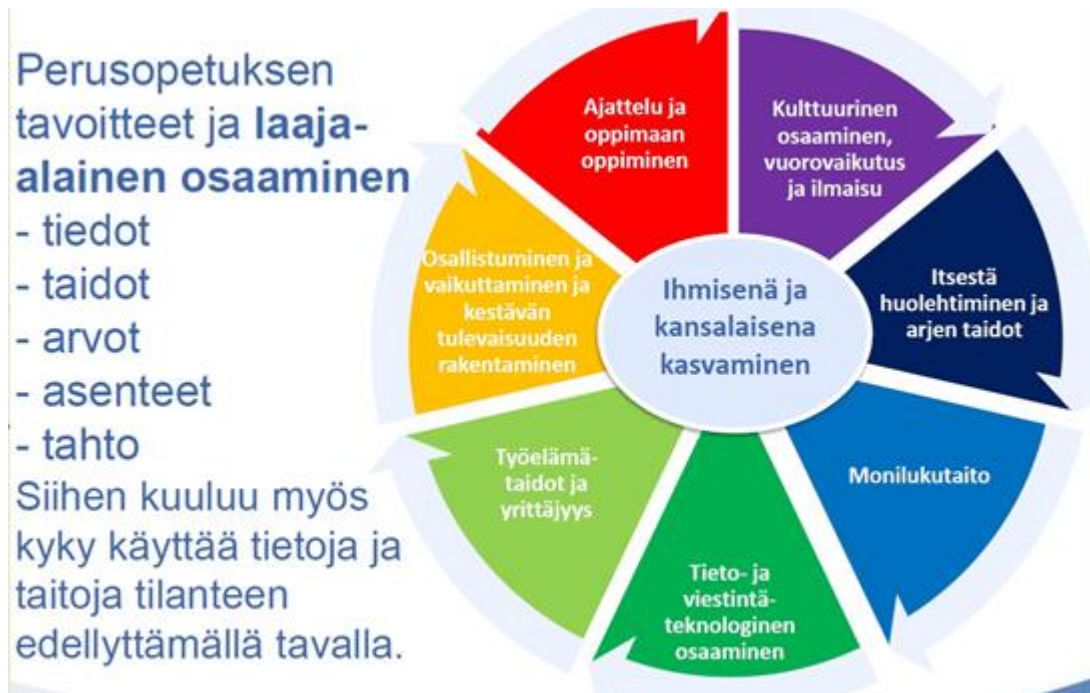 Perusopetuksen
tavoitteet ja laaja-
alainen osaaminen
- tiedot
- taidot
- arvot
- asenteet
- tahto
Siihen kuuluu myös
kyky käyttää tietoja ja
taitoja tilanteen
edellyttämällä tavalla.
Ajattelu ja
oppimaan
oppiminen
Kulttuurinen
osaaminen,
vuorovaikutus
ja ilmaisu
Itsestä
huolehtiminen ja
arjen taidot
Monilukutaito
Tieto- ja
viestintä-
teknologinen
osaaminen
Työelämä-
taidot ja
yrittäjyys
Osallistuminen ja
vaikuttaminen ja
kestävän
tulevaisuuden
rakentaminen
Ihmisenä ja
kansalaisena
kasvaminen